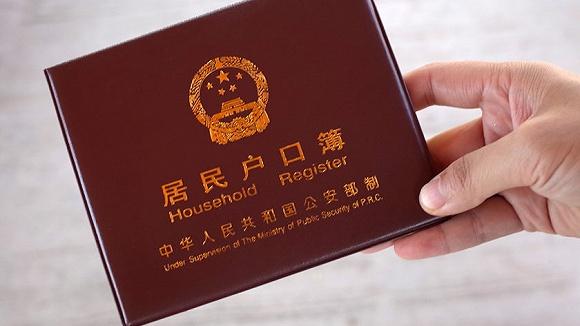 居民户口簿
Household Register
中华人民共和国公安部制
Under Supervision of The Ministry of Public Security of P.R.C.